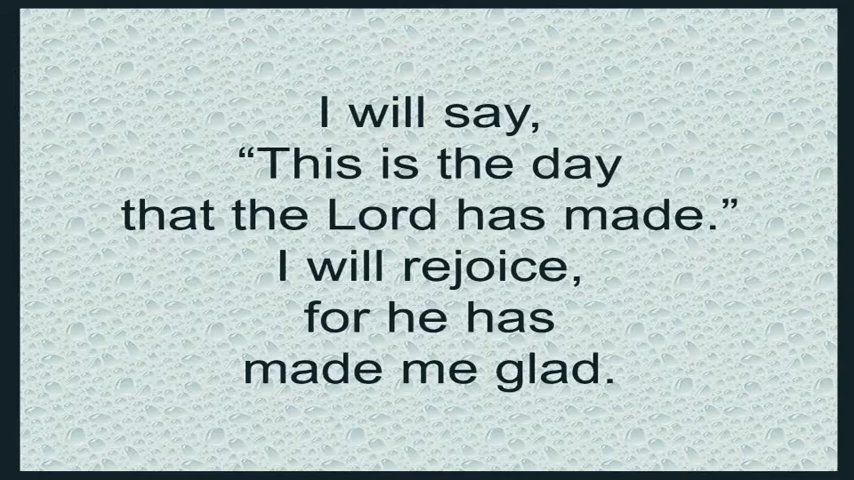 I will say,
“This is the day
that the Lord has made.”
I will rejoice,
for he has
made me glad.